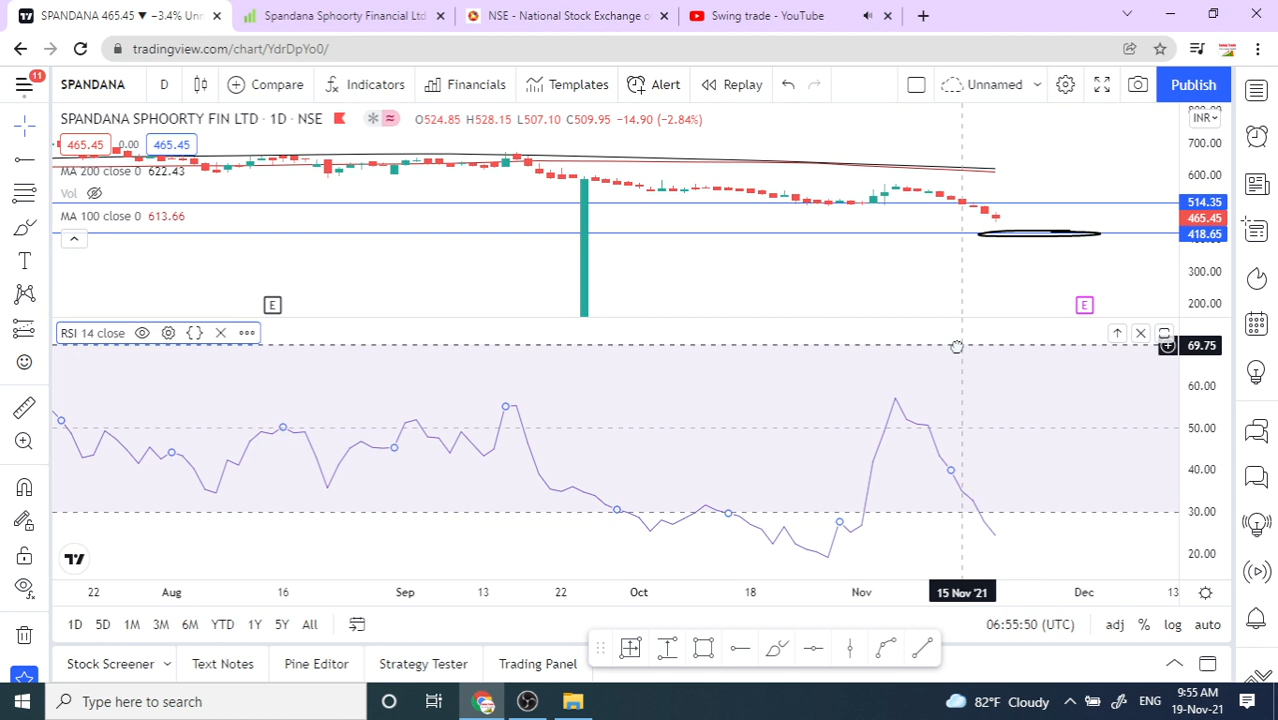 SPANDANA 465.45 ▼ −3.4% Unn
Spandana Sphoorty Financial Ltd
NSE - National Stock Exchange o
Swing trade - YouTube
tradingview.com/chart/YdrDpYo0/
11
SPANDANA
D
Compare
Indicators
Financials
Templates
Alert
Replay
Unnamed
Publish
SPANDANA SPHOORTY FIN LTD · 1D · NSE
O524.85 H528.15 L507.10 C509.95 −14.90 (−2.84%)
INR
465.45 0.00 465.45
MA 200 close 0 622.43
Vol
MA 100 close 0 613.66
700.00
600.00
514.35
465.45
418.65
300.00
200.00
E
E
RSI 14 close
69.75
60.00
50.00
40.00
30.00
20.00
22 Aug 16 Sep 13 22 Oct 18 Nov 15 Nov '21 Dec 13
1D 5D 1M 3M 6M YTD 1Y 5Y All
06:55:50 (UTC) adj % log auto
Stock Screener Text Notes Pine Editor Strategy Tester Trading Panel
Type here to search
82°F Cloudy
ENG
9:55 AM
19-Nov-21